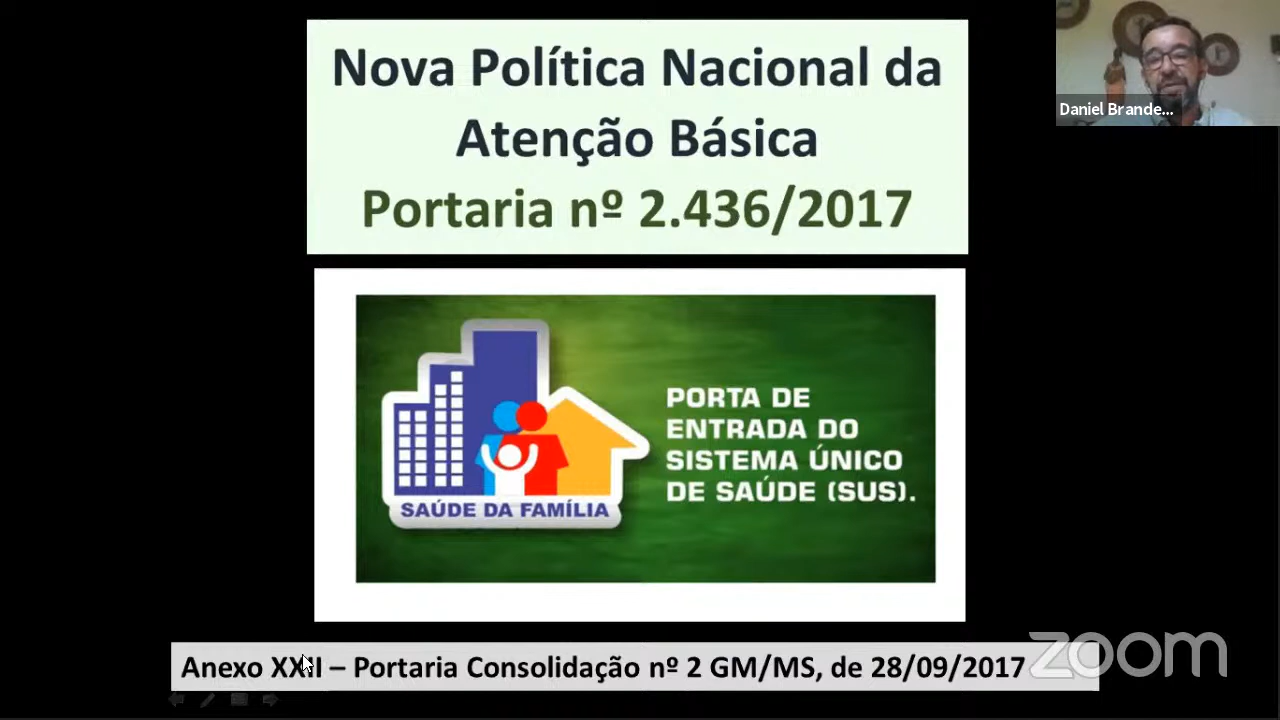 Nova Política Nacional da
Atenção Básica
Portaria nº 2.436/2017
Daniel Brande...
PORTA DE
ENTRADA DO
SISTEMA ÚNICO
DE SAÚDE (SUS).
SAÚDE DA FAMÍLIA
Anexo XXII – Portaria Consolidação nº 2 GM/MS, de 28/09/2017
zoom